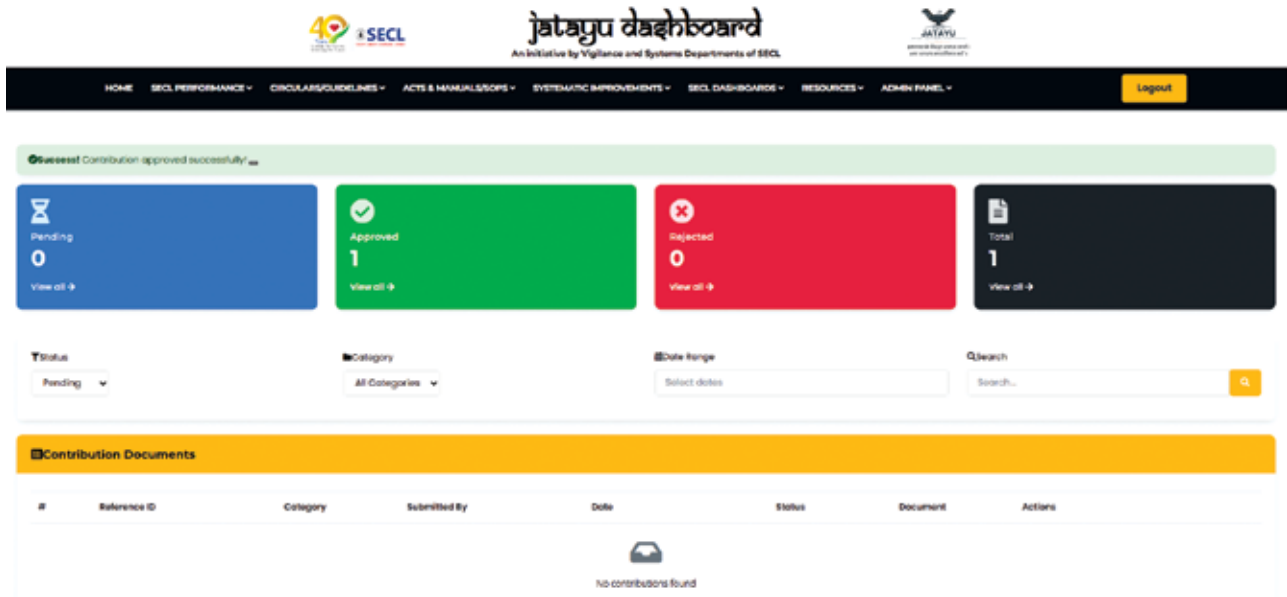 40 SECL
jatayu dashboard
An initiative by Vigilance and Systems Departments of SECL
JATAYU
HOME SECL PERFORMANCE CIRCULARS/GUIDELINES ACTS & MANUALS/SOPS SYSTEMATIC IMPROVEMENTS SECL DASHBOARDS RESOURCES ADMIN PANEL Logout
Success! Contribution approved successfully!
Pending Approved Rejected Total
0 1 0 1
View all → View all → View all → View all →
Status Category Date Range Search
Pending All Categories Select dates Search...
Contribution Documents
# Reference ID Category Submitted By Date Status Document Actions
No contributions found